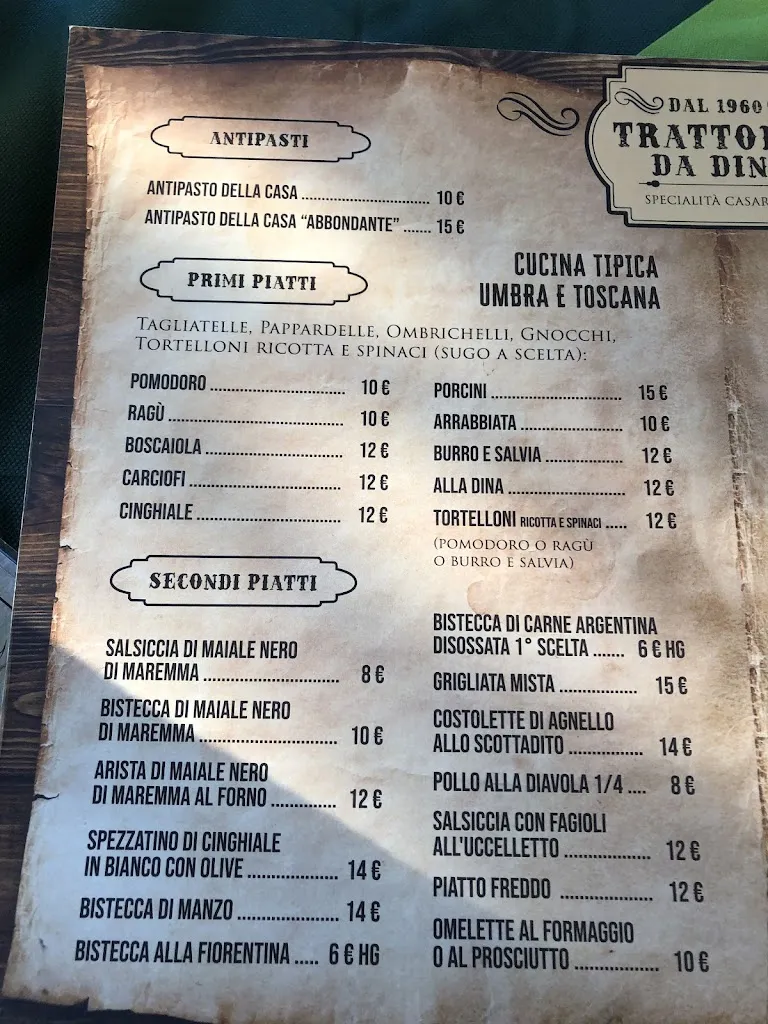 DAL 1960
DA
SPECIALITÀ
ANTIPASTI
ANTIPASTO DELLA CASA .............................. 10 €
ANTIPASTO DELLA CASA "ABBONDANTE" ....... 15 €
CUCINA TIPICA
UMBRA E TOSCANA
PRIMI PIATTI
TAGLIATELLE, PAPPARDELLE, OMBRICHELLI, GNOCCHI,
TORTELLONI RICOTTA E SPINACI (SUGO A SCELTA):
POMODORO ............................... 10 €
RAGÙ ........................................ 10 €
BOSCAIOLA ................................. 12 €
CARCIOFI ................................... 12 €
CINGHIALE ................................. 12 €
PORCINI .............................. 15 €
ARRABBIATA ........................ 10 €
BURRO E SALVIA .................. 12 €
ALLA DINA ........................... 12 €
TORTELLONI RICOTTA E SPINACI ..... 12 €
(POMODORO O RAGÙ
O BURRO E SALVIA)
SECONDI PIATTI
SALSICCIA DI MAIALE NERO
DI MAREMMA ............................... 8 €
BISTECCA DI MAIALE NERO
DI MAREMMA ............................... 10 €
ARISTA DI MAIALE NERO
DI MAREMMA AL FORNO .............. 12 €
SPEZZATINO DI CINGHIALE
IN BIANCO CON OLIVE ................... 14 €
BISTECCA DI MANZO ..................... 14 €
BISTECCA ALLA FIORENTINA ..... 6 € HG
BISTECCA DI CARNE ARGENTINA
DISOSSATA 1° SCELTA ....... 6 € HG
GRIGLIATA MISTA ................. 15 €
COSTOLETTE DI AGNELLO
ALLO SCOTTADITO ................ 14 €
POLLO ALLA DIAVOLA 1/4 .... 8 €
SALSICCIA CON FAGIOLI
ALL'UCCELLETTO ................... 12 €
PIATTO FREDDO .................... 12 €
OMELETTE AL FORMAGGIO
O AL PROSCIUTTO .................. 10 €